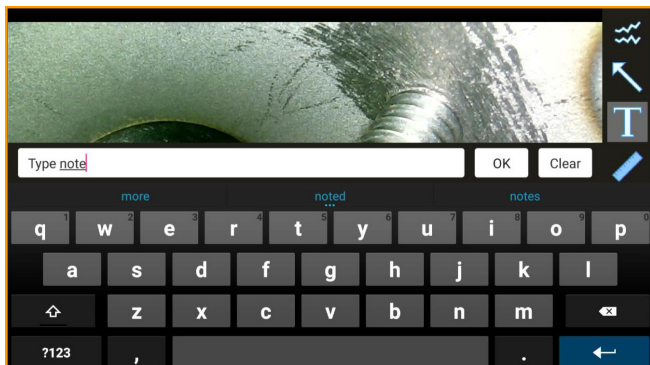 T
Type note
OK
Clear
more
noted
notes
q 1 w 2 e 3 r 4 t 5 y 6 u 7 i 8 o 9 p 0
a s d f g h j k l
z x c v b n m
?123 , .